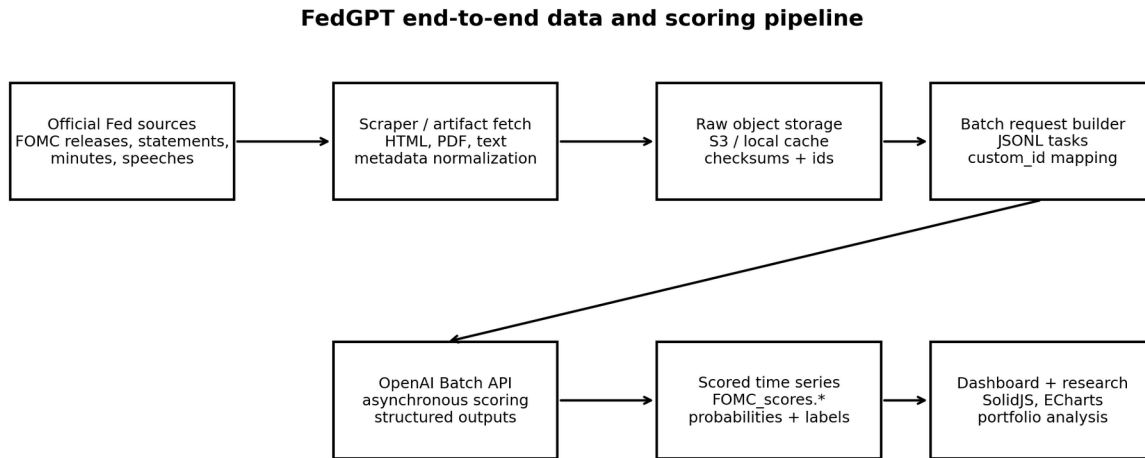 FedGPT end-to-end data and scoring pipeline
Official Fed sources
FOMC releases, statements,
minutes, speeches
Scraper / artifact fetch
HTML, PDF, text
metadata normalization
Raw object storage
S3 / local cache
checksums + ids
Batch request builder
JSONL tasks
custom_id mapping
OpenAI Batch API
asynchronous scoring
structured outputs
Scored time series
FOMC_scores.*
probabilities + labels
Dashboard + research
SolidJS, ECharts
portfolio analysis